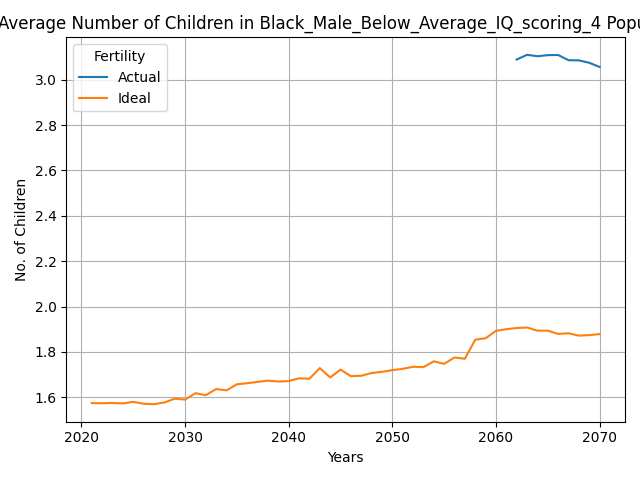 Average Number of Children in Black_Male_Below_Average_IQ_scoring_4 Popu
Fertility
Actual
Ideal
3.0
2.8
2.6
2.4
2.2
2.0
1.8
1.6
No. of Children
2020 2030 2040 2050 2060 2070
Years